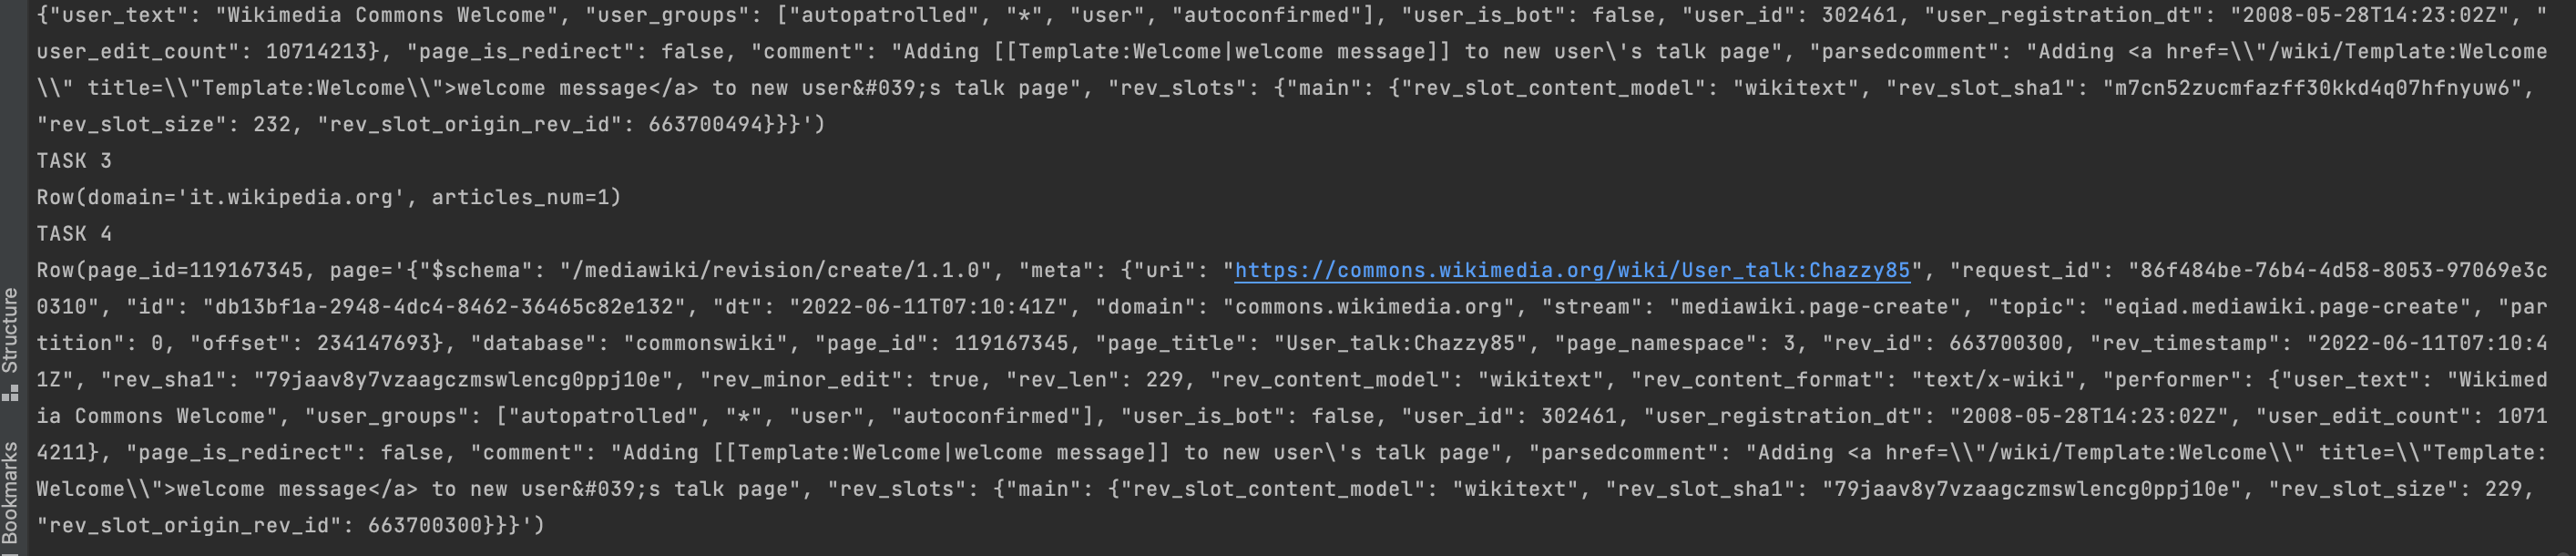 {"user_text": "Wikimedia Commons Welcome", "user_groups": ["autopatrolled", "*", "user", "autoconfirmed"], "user_is_bot": false, "user_id": 302461, "user_registration_dt": "2008-05-28T14:23:02Z", "
user_edit_count": 10714213}, "page_is_redirect": false, "comment": "Adding [[Template:Welcome|welcome message]] to new user\'s talk page", "parsedcomment": "Adding <a href=\\"/wiki/Template:Welcome
\\" title=\\"Template:Welcome\\">welcome message</a> to new user&#039;s talk page", "rev_slots": {"main": {"rev_slot_content_model": "wikitext", "rev_slot_sha1": "m7cn52zucmfazff30kkd4q07hfnyuw6",
"rev_slot_size": 232, "rev_slot_origin_rev_id": 663700494}}}')
TASK 3
Row(domain='it.wikipedia.org', articles_num=1)
TASK 4
Row(page_id=119167345, page='{"$schema": "/mediawiki/revision/create/1.1.0", "meta": {"uri": "https://commons.wikimedia.org/wiki/User_talk:Chazzy85", "request_id": "86f484be-76b4-4d58-8053-97069e3c
0310", "id": "db13bf1a-2948-4dc4-8462-36465c82e132", "dt": "2022-06-11T07:10:41Z", "domain": "commons.wikimedia.org", "stream": "mediawiki.page-create", "topic": "eqiad.mediawiki.page-create", "par
tition": 0, "offset": 234147693}, "database": "commonswiki", "page_id": 119167345, "page_title": "User_talk:Chazzy85", "page_namespace": 3, "rev_id": 663700300, "rev_timestamp": "2022-06-11T07:10:4
1Z", "rev_sha1": "79jaav8y7vzaagczmswlencg0ppj10e", "rev_minor_edit": true, "rev_len": 229, "rev_content_model": "wikitext", "rev_content_format": "text/x-wiki", "performer": {"user_text": "Wikimed
ia Commons Welcome", "user_groups": ["autopatrolled", "*", "user", "autoconfirmed"], "user_is_bot": false, "user_id": 302461, "user_registration_dt": "2008-05-28T14:23:02Z", "user_edit_count": 1071
4211}, "page_is_redirect": false, "comment": "Adding [[Template:Welcome|welcome message]] to new user\'s talk page", "parsedcomment": "Adding <a href=\\"/wiki/Template:Welcome\\" title=\\"Template:
Welcome\\">welcome message</a> to new user&#039;s talk page", "rev_slots": {"main": {"rev_slot_content_model": "wikitext", "rev_slot_sha1": "79jaav8y7vzaagczmswlencg0ppj10e", "rev_slot_size": 229,
"rev_slot_origin_rev_id": 663700300}}}')
Structure
Bookmarks